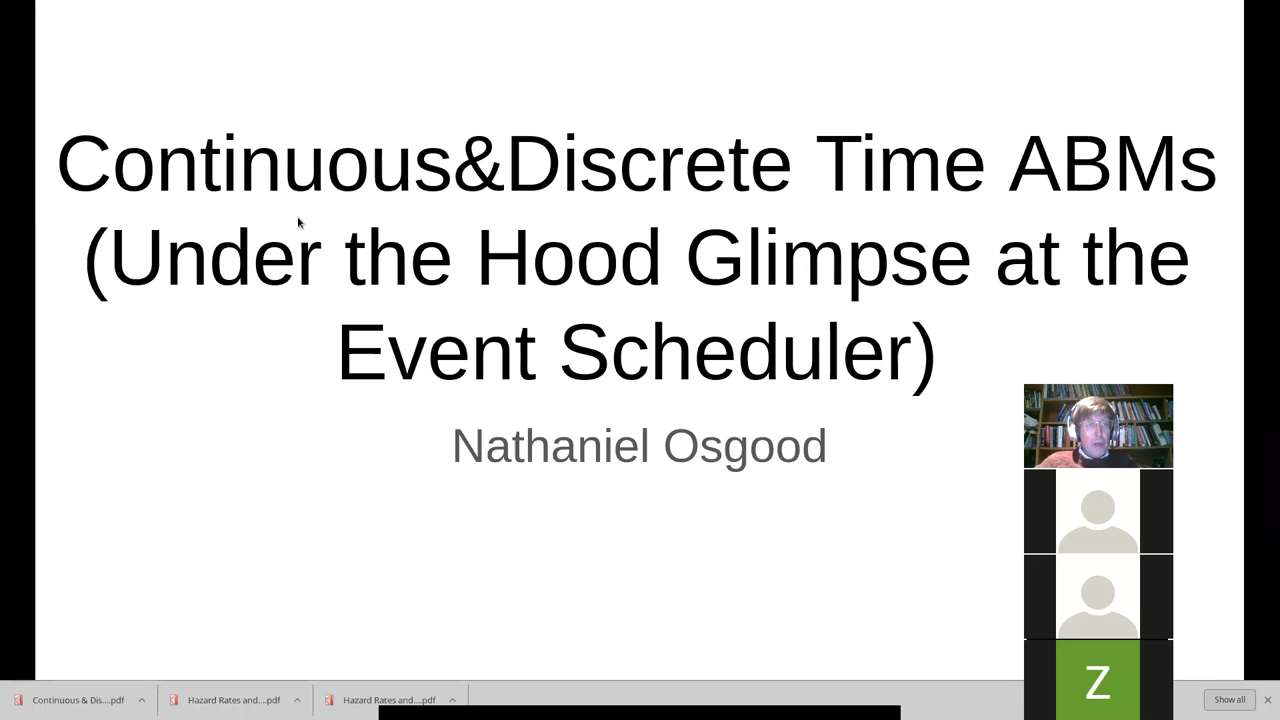 Continuous&Discrete Time ABMs
(Under the Hood Glimpse at the
Event Scheduler)
Nathaniel Osgood
Z
Continuous & Dis....pdf
Hazard Rates and....pdf
Hazard Rates and....pdf
Show all